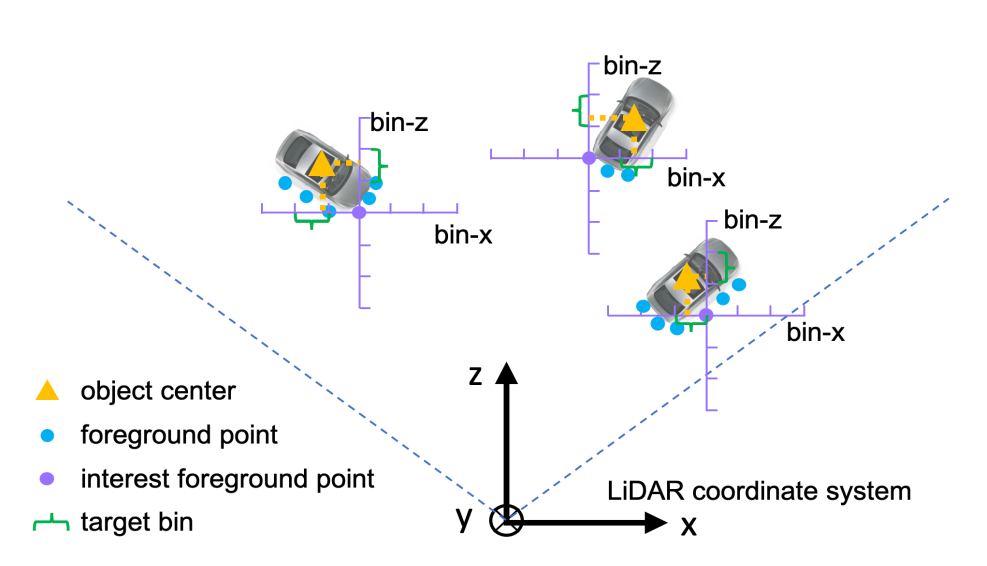 bin-z
bin-z
bin-x
bin-z
bin-x
bin-x
z
object center
foreground point
interest foreground point
LiDAR coordinate system
y
x
target bin